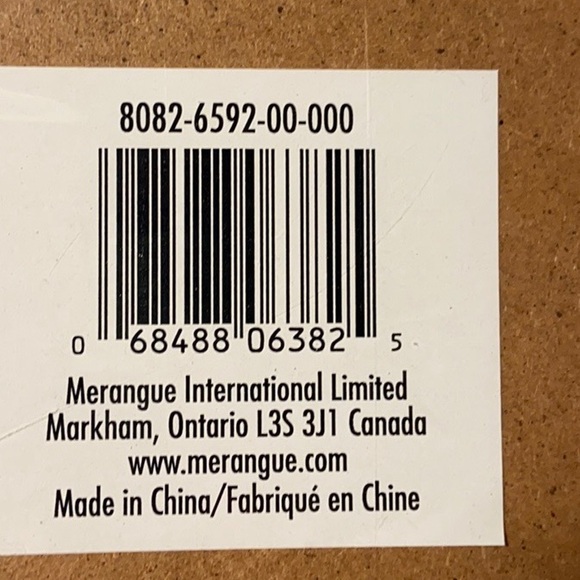 8082-6592-00-000
0 68488 06382 5
Merangue International Limited
Markham, Ontario L3S 3J1 Canada
www.merangue.com
Made in China/Fabriqué en Chine